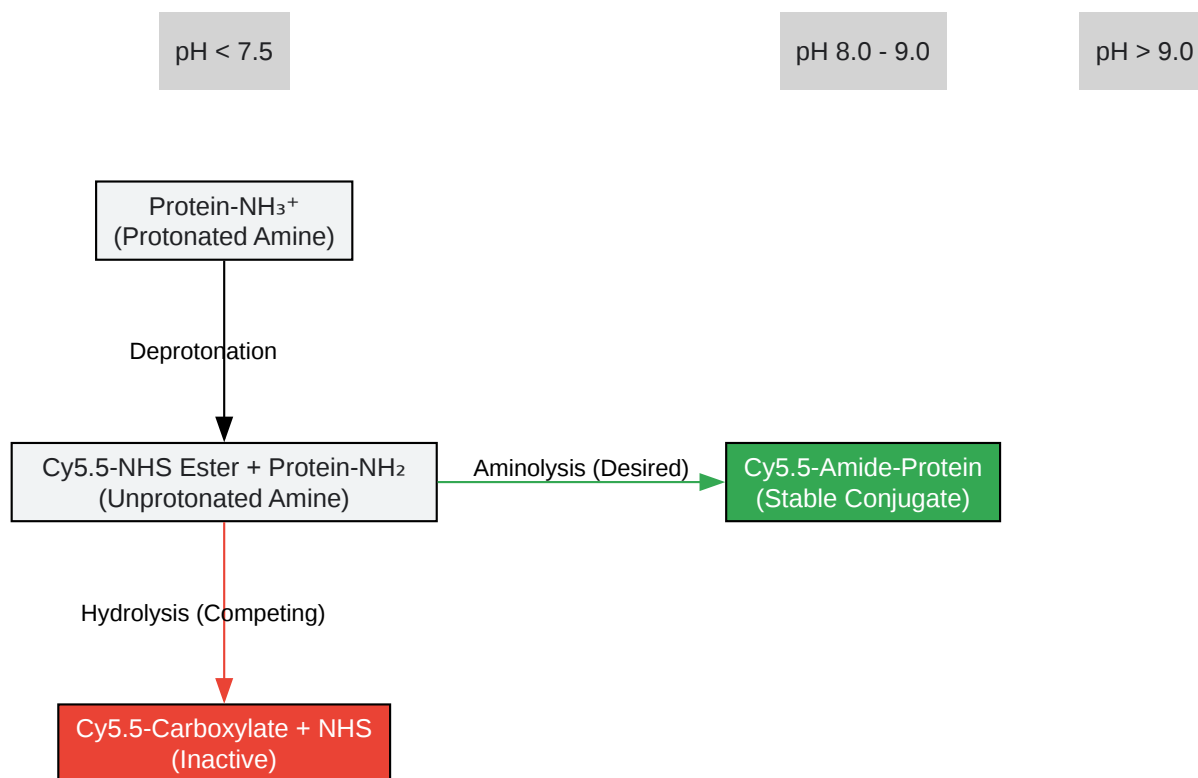 pH < 7.5
pH 8.0 - 9.0
pH > 9.0
Protein-NH₃⁺
(Protonated Amine)
Deprotonation
Cy5.5-NHS Ester + Protein-NH₂
(Unprotonated Amine)
Aminolysis (Desired)
Cy5.5-Amide-Protein
(Stable Conjugate)
Hydrolysis (Competing)
Cy5.5-Carboxylate + NHS
(Inactive)